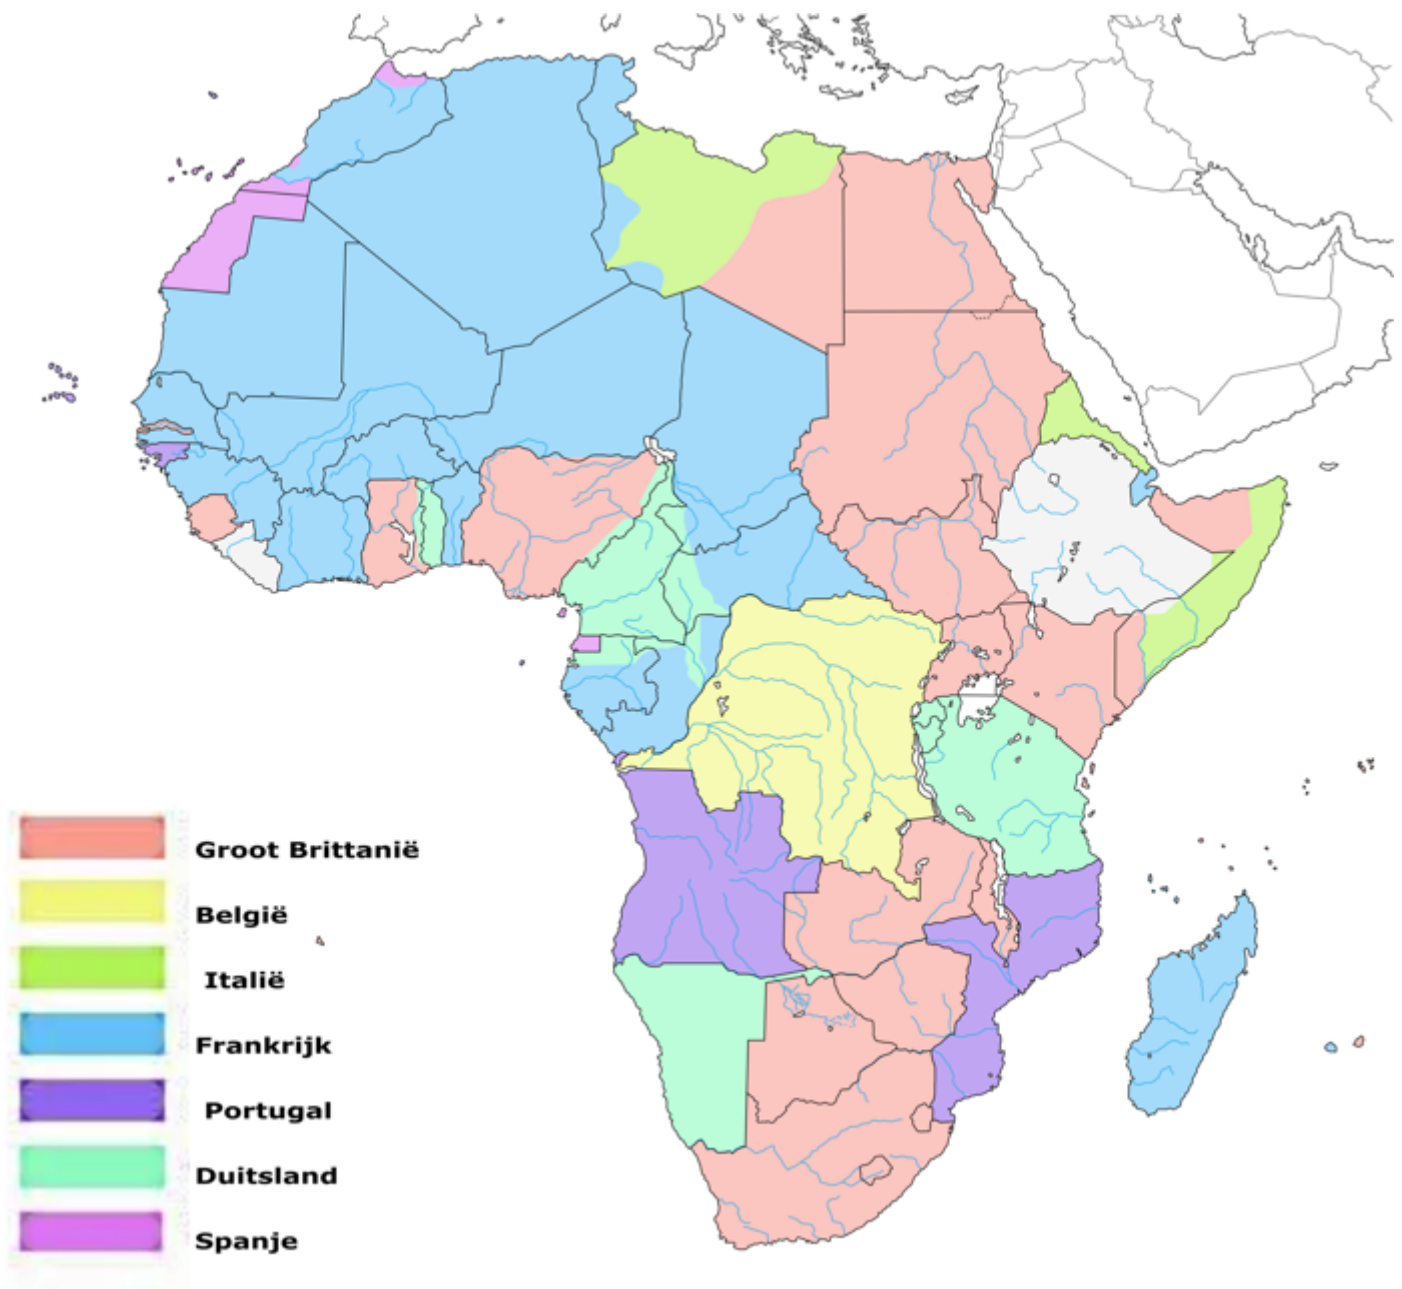 Groot Brittanië
België
Italië
Frankrijk
Portugal
Duitsland
Spanje